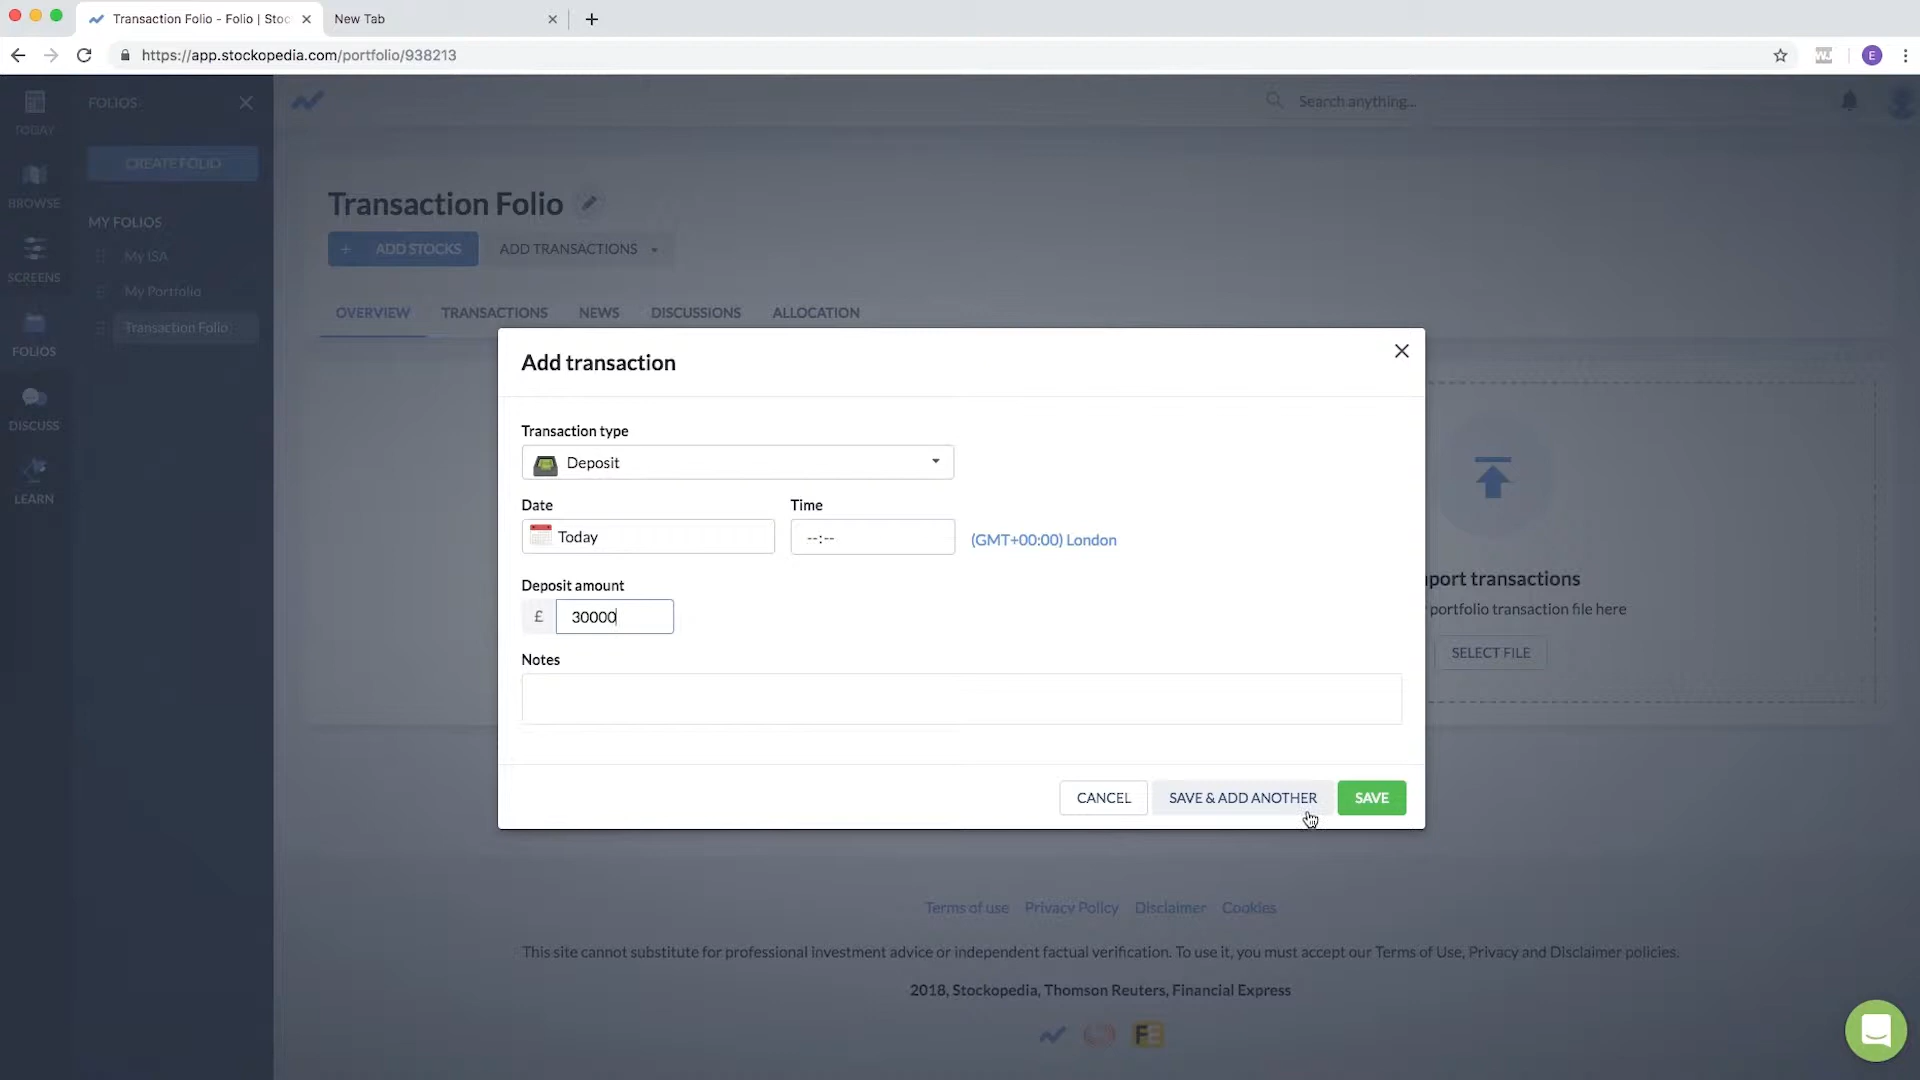 Transaction Folio - Folio | Stoc
New Tab
https://app.stockopedia.com/portfolio/938213
E
TODAY
BROWSE
SCREENS
FOLIOS
DISCUSS
LEARN
FOLIOS
CREATE FOLIO
MY FOLIOS
My ISA
My Portfolio
Transaction Folio
Search anything...
Transaction Folio
+ ADD STOCKS
ADD TRANSACTIONS
OVERVIEW
TRANSACTIONS
NEWS
DISCUSSIONS
ALLOCATION
Add transaction
Transaction type
Deposit
Date
Time
Today
--:--
(GMT+00:00) London
Deposit amount
£ 30000
Notes
CANCEL
SAVE & ADD ANOTHER
SAVE
port transactions
portfolio transaction file here
SELECT FILE
Terms of use Privacy Policy Disclaimer Cookies
This site cannot substitute for professional investment advice or independent factual verification. To use it, you must accept our Terms of Use, Privacy and Disclaimer policies.
2018, Stockopedia, Thomson Reuters, Financial Express
FE